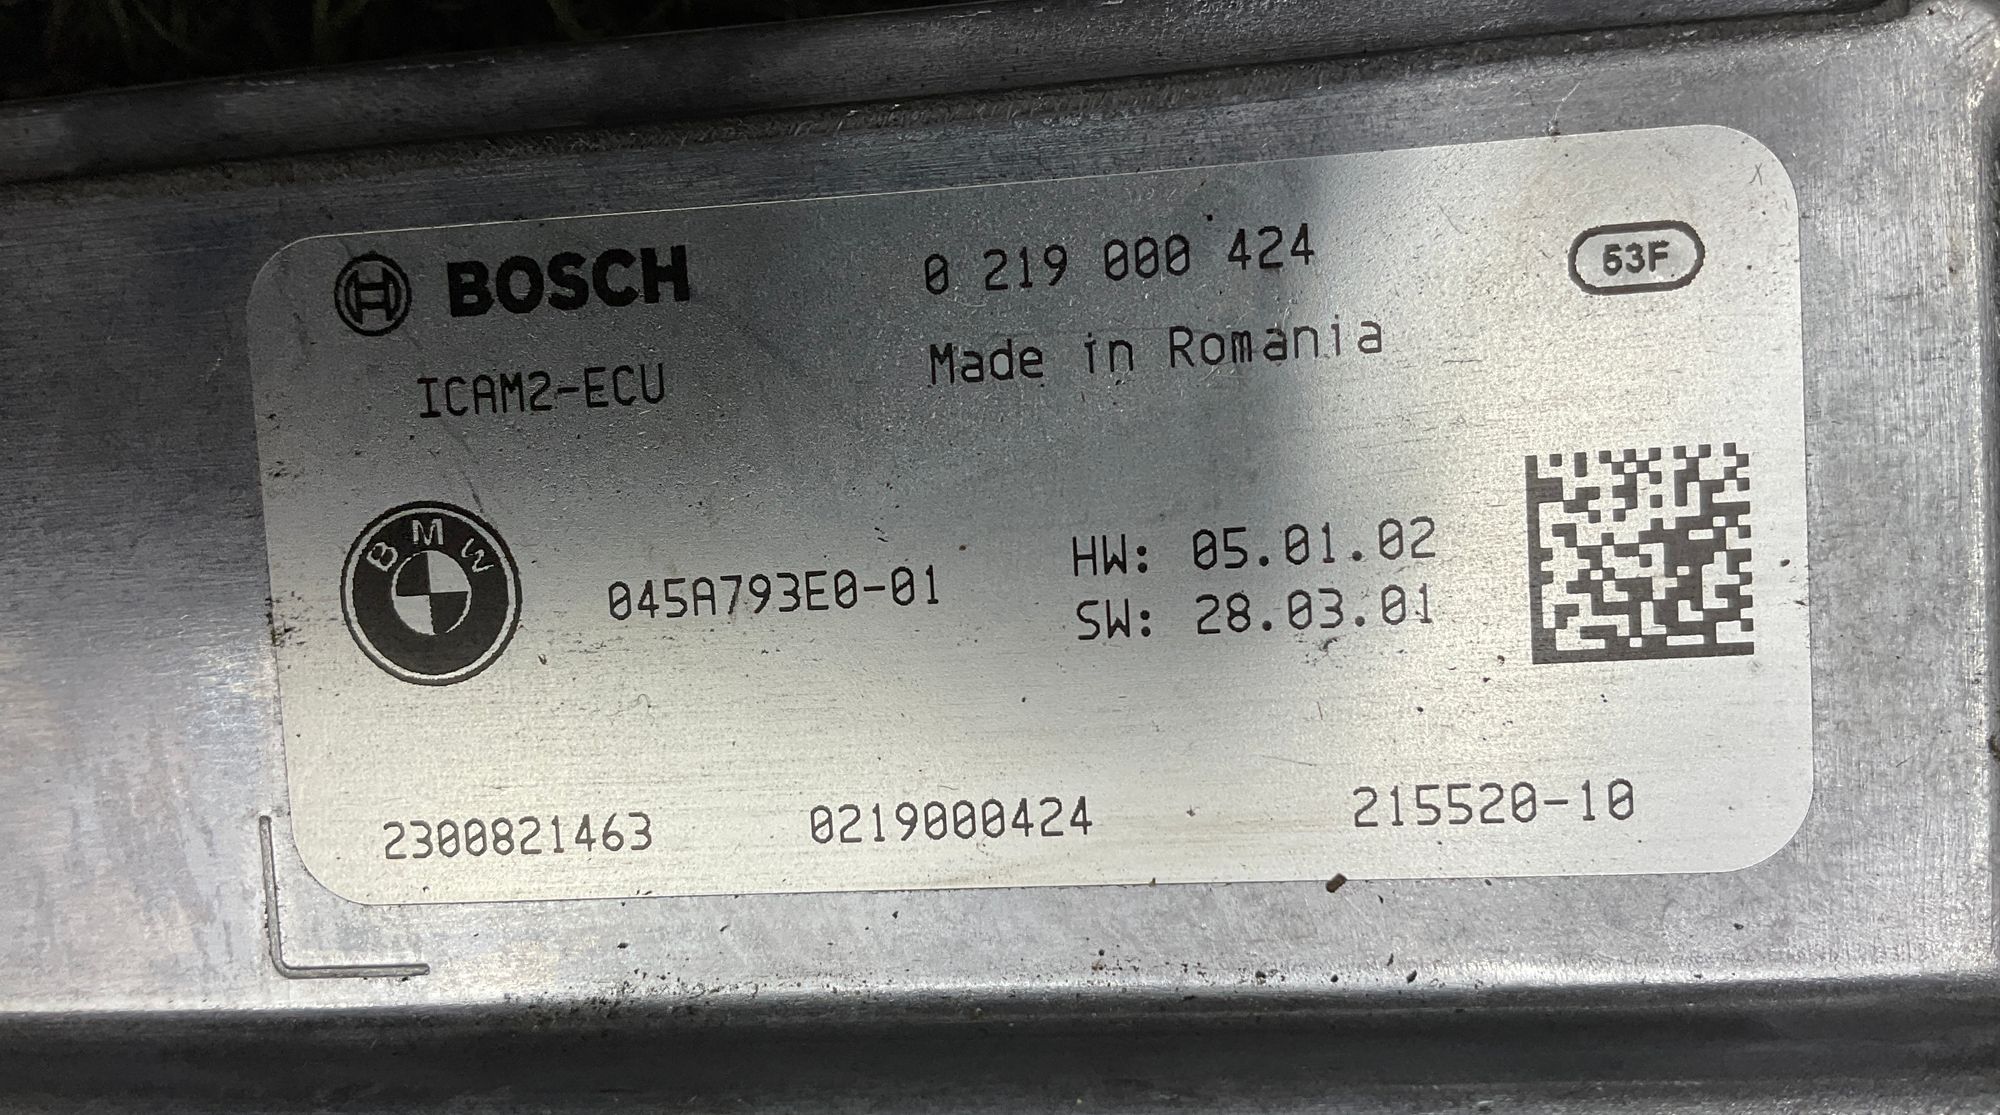 BOSCH 0 219 000 424 53F
ICAM2-ECU Made in Romania
BMW 045A793E0-01 HW: 05.01.02
SW: 28.03.01
2300821463 0219000424 215520-10